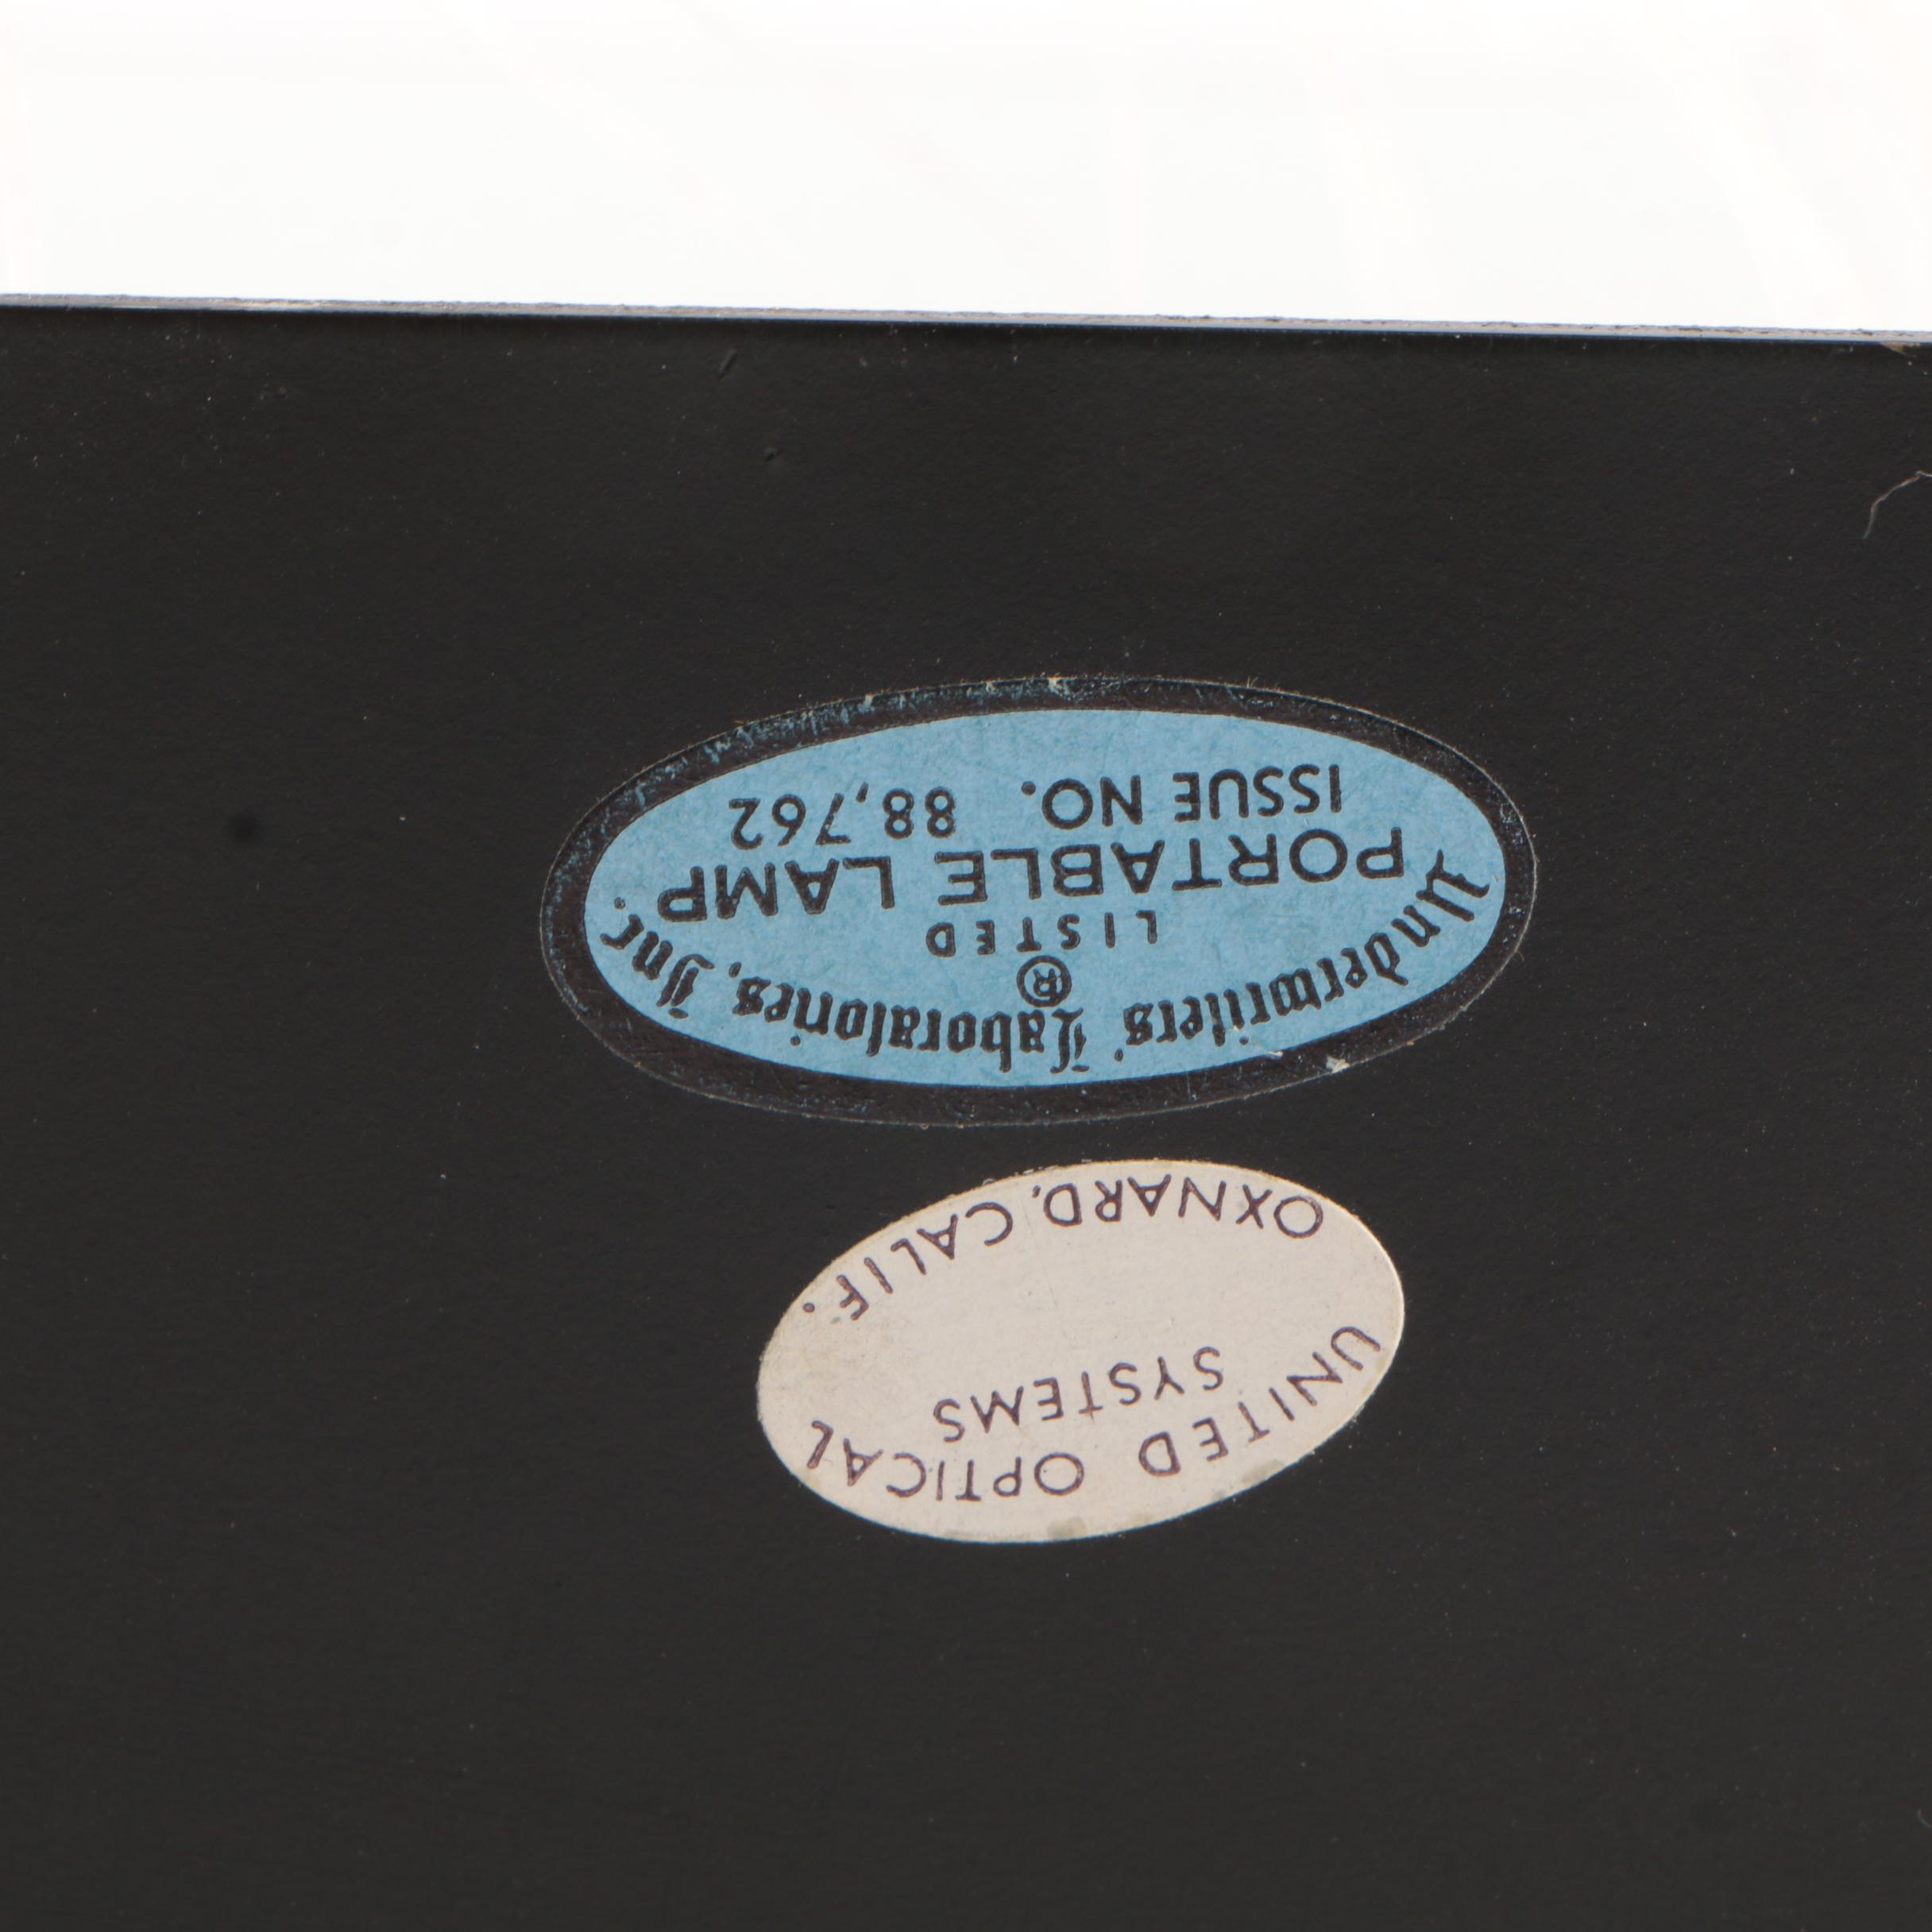 UNITED OPTICAL
SYSTEMS
OXNARD, CALIF.
Underwriters' Laboratories, Inc.
®
LISTED
PORTABLE LAMP
ISSUE NO. 88,762